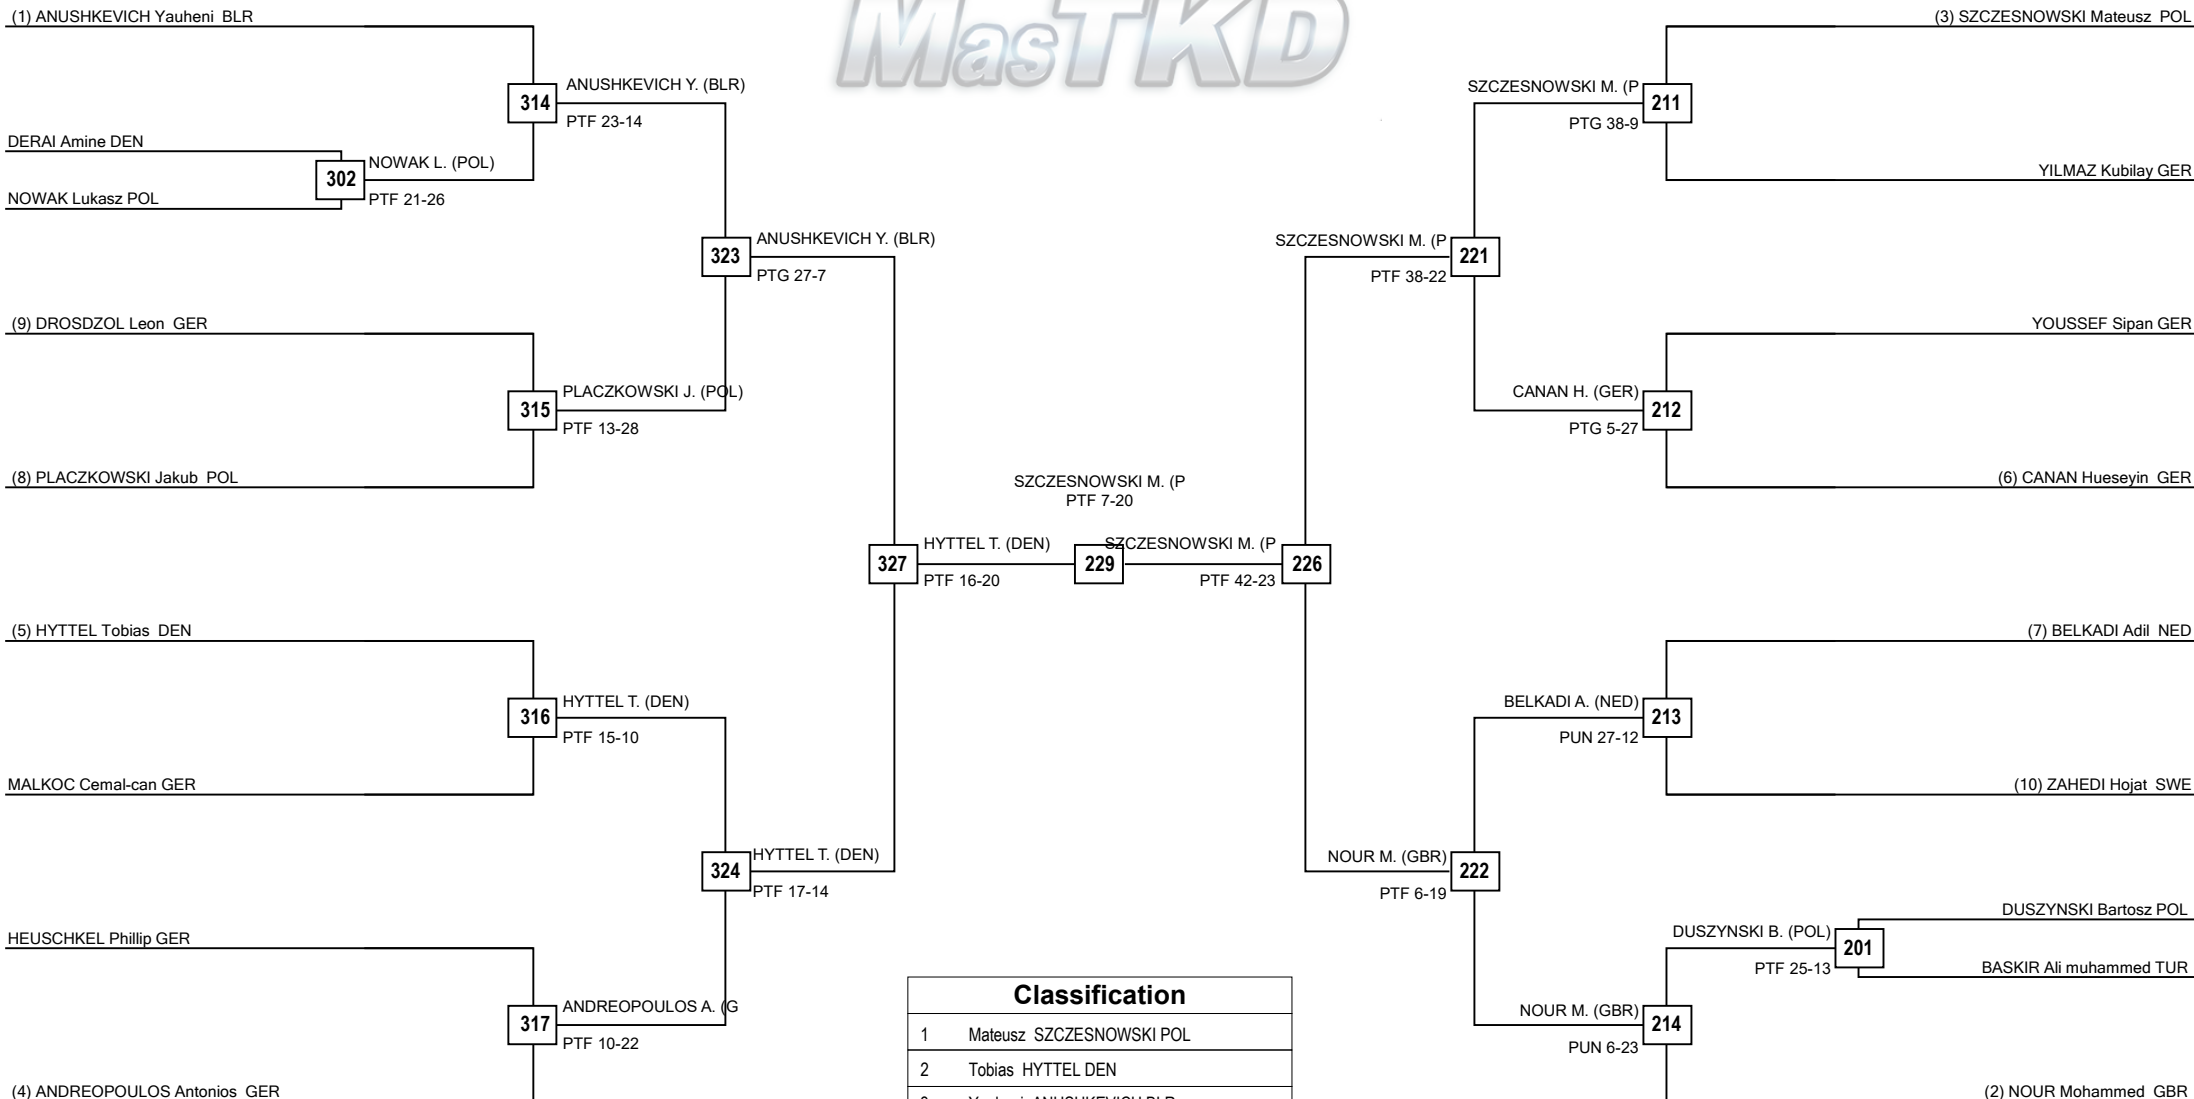 MasTKD
(1) ANUSHKEVICH Yauheni BLR
314
ANUSHKEVICH Y. (BLR)
PTF 23-14
DERAI Amine DEN
302
NOWAK L. (POL)
PTF 21-26
NOWAK Lukasz POL
323
ANUSHKEVICH Y. (BLR)
PTG 27-7
(9) DROSDZOL Leon GER
315
PLACZKOWSKI J. (POL)
PTF 13-28
(8) PLACZKOWSKI Jakub POL
327
HYTTEL T. (DEN)
PTF 16-20
(5) HYTTEL Tobias DEN
316
HYTTEL T. (DEN)
PTF 15-10
MALKOC Cemal-can GER
324
HYTTEL T. (DEN)
PTF 17-14
HEUSCHKEL Phillip GER
317
ANDREOPOULOS A. (G
PTF 10-22
(4) ANDREOPOULOS Antonios GER
SZCZESNOWSKI M. (P
PTF 7-20
229
SZCZESNOWSKI M. (P
226
PTF 42-23
(3) SZCZESNOWSKI Mateusz POL
SZCZESNOWSKI M. (P
211
PTG 38-9
YILMAZ Kubilay GER
SZCZESNOWSKI M. (P
221
PTF 38-22
YOUSSEF Sipan GER
CANAN H. (GER)
212
PTG 5-27
(6) CANAN Hueseyin GER
(7) BELKADI Adil NED
BELKADI A. (NED)
213
PUN 27-12
(10) ZAHEDI Hojat SWE
NOUR M. (GBR)
222
PTF 6-19
DUSZYNSKI Bartosz POL
DUSZYNSKI B. (POL)
201
PTF 25-13
BASKIR Ali muhammed TUR
NOUR M. (GBR)
214
PUN 6-23
(2) NOUR Mohammed GBR
Classification
1 Mateusz SZCZESNOWSKI POL
2 Tobias HYTTEL DEN
3 Yauheni ANUSHKEVICH BLR